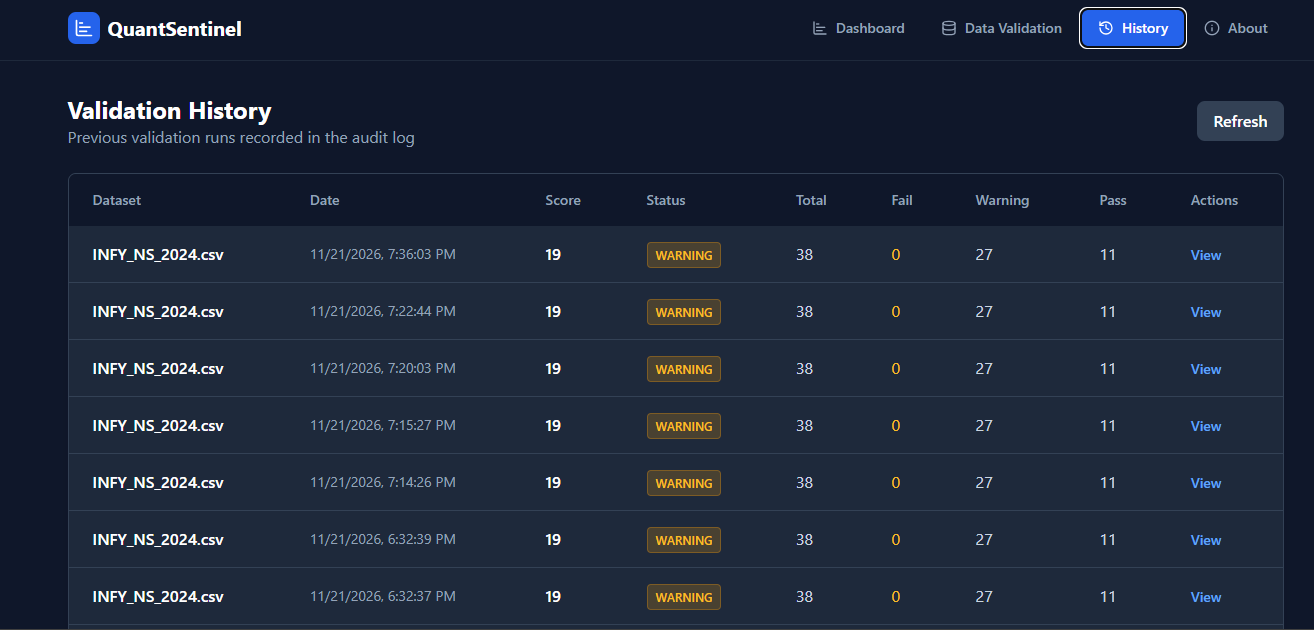 QuantSentinel Dashboard Data Validation History About
Validation History
Previous validation runs recorded in the audit log
Refresh
Dataset Date Score Status Total Fail Warning Pass Actions
INFY_NS_2024.csv 11/21/2026, 7:36:03 PM 19 WARNING 38 0 27 11 View
INFY_NS_2024.csv 11/21/2026, 7:22:44 PM 19 WARNING 38 0 27 11 View
INFY_NS_2024.csv 11/21/2026, 7:20:03 PM 19 WARNING 38 0 27 11 View
INFY_NS_2024.csv 11/21/2026, 7:15:27 PM 19 WARNING 38 0 27 11 View
INFY_NS_2024.csv 11/21/2026, 7:14:26 PM 19 WARNING 38 0 27 11 View
INFY_NS_2024.csv 11/21/2026, 6:32:39 PM 19 WARNING 38 0 27 11 View
INFY_NS_2024.csv 11/21/2026, 6:32:37 PM 19 WARNING 38 0 27 11 View